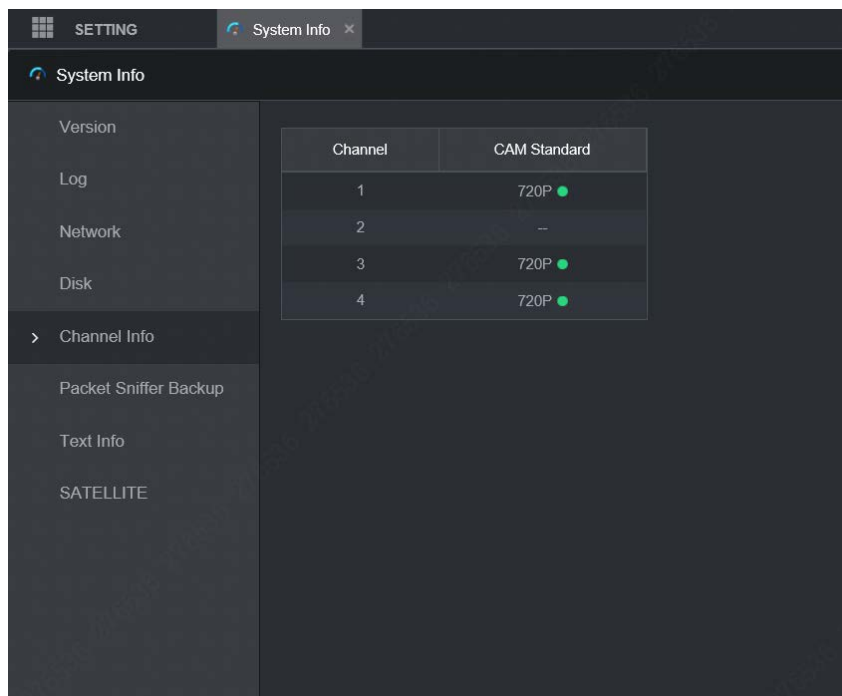 SETTING
System Info ×
System Info
Version
Log
Network
Disk
> Channel Info
Packet Sniffer Backup
Text Info
SATELLITE
Channel CAM Standard
1 720P
2 --
3 720P
4 720P